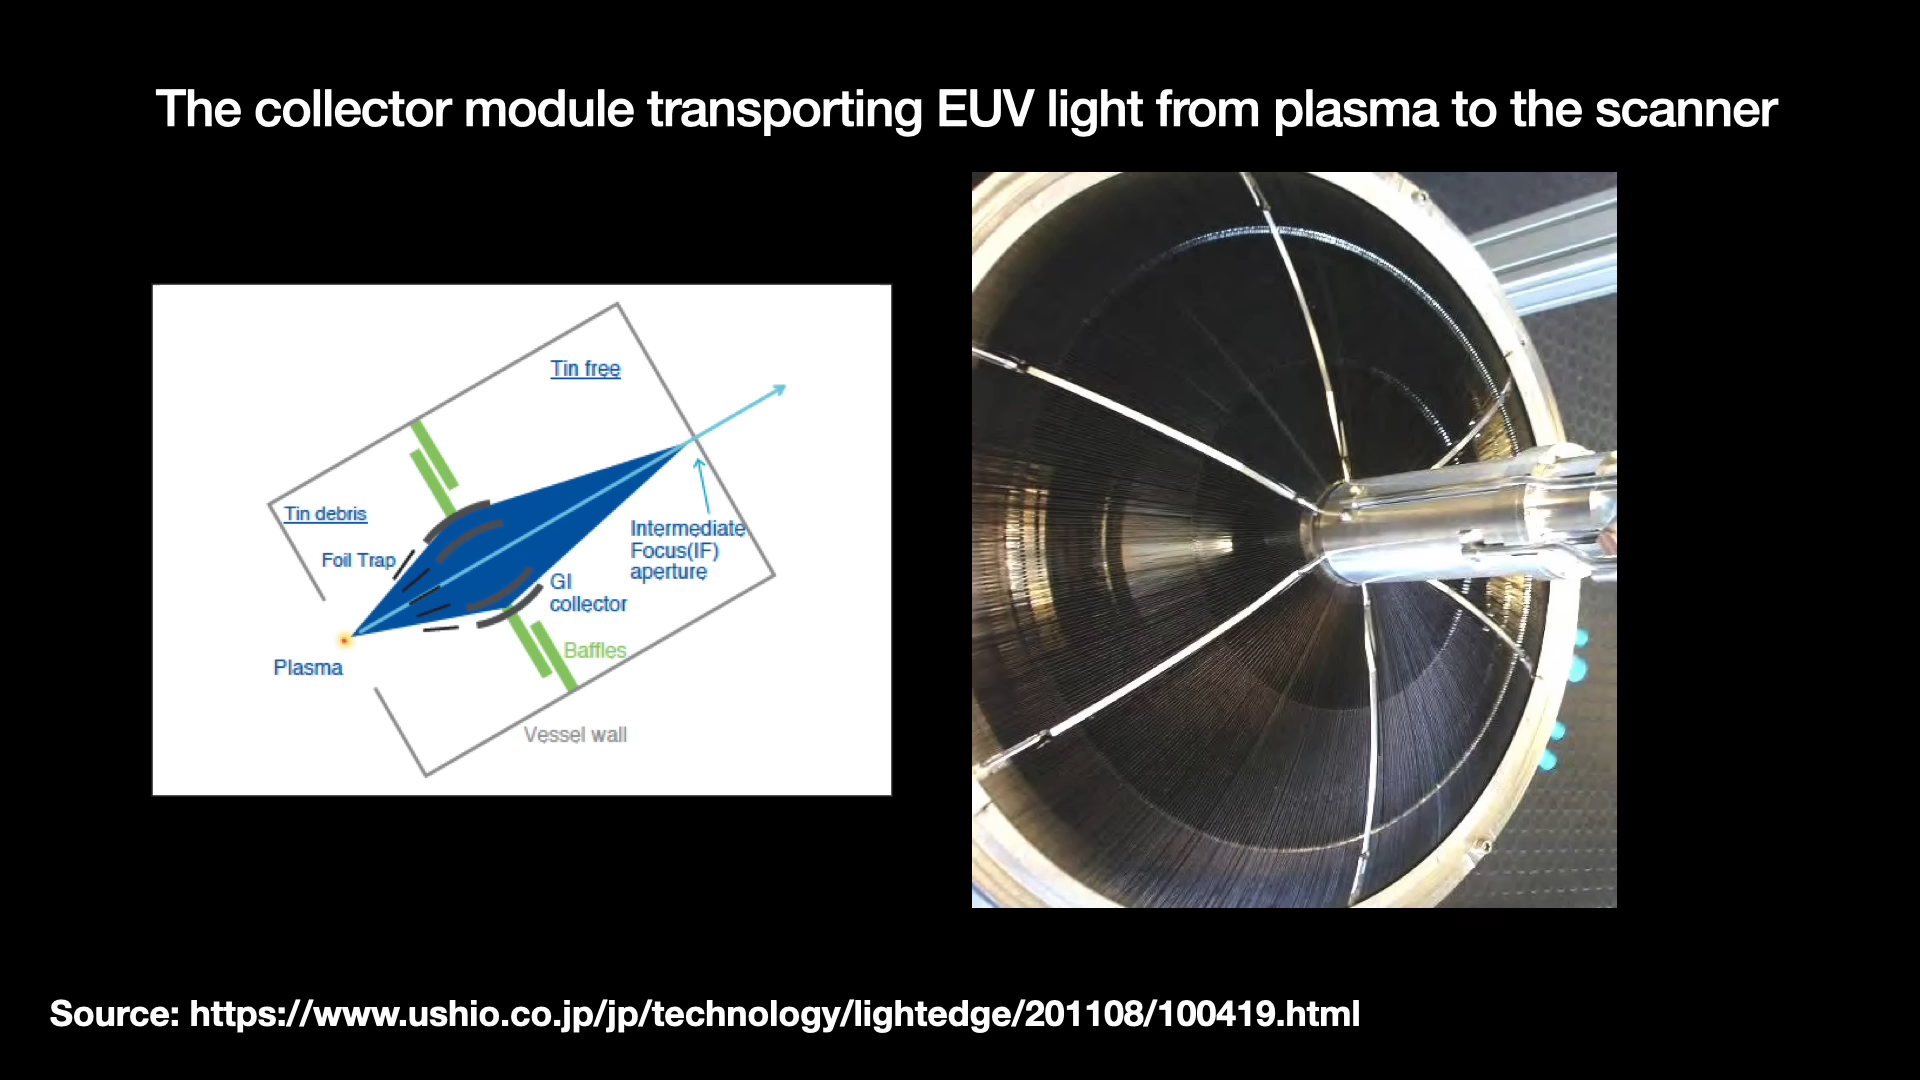 The collector module transporting EUV light from plasma to the scanner
Tin free
Tin debris
Foil Trap
Intermediate
Focus(IF)
aperture
GI
collector
Baffles
Plasma
Vessel wall
Source: https://www.ushio.co.jp/jp/technology/lightedge/201108/100419.html